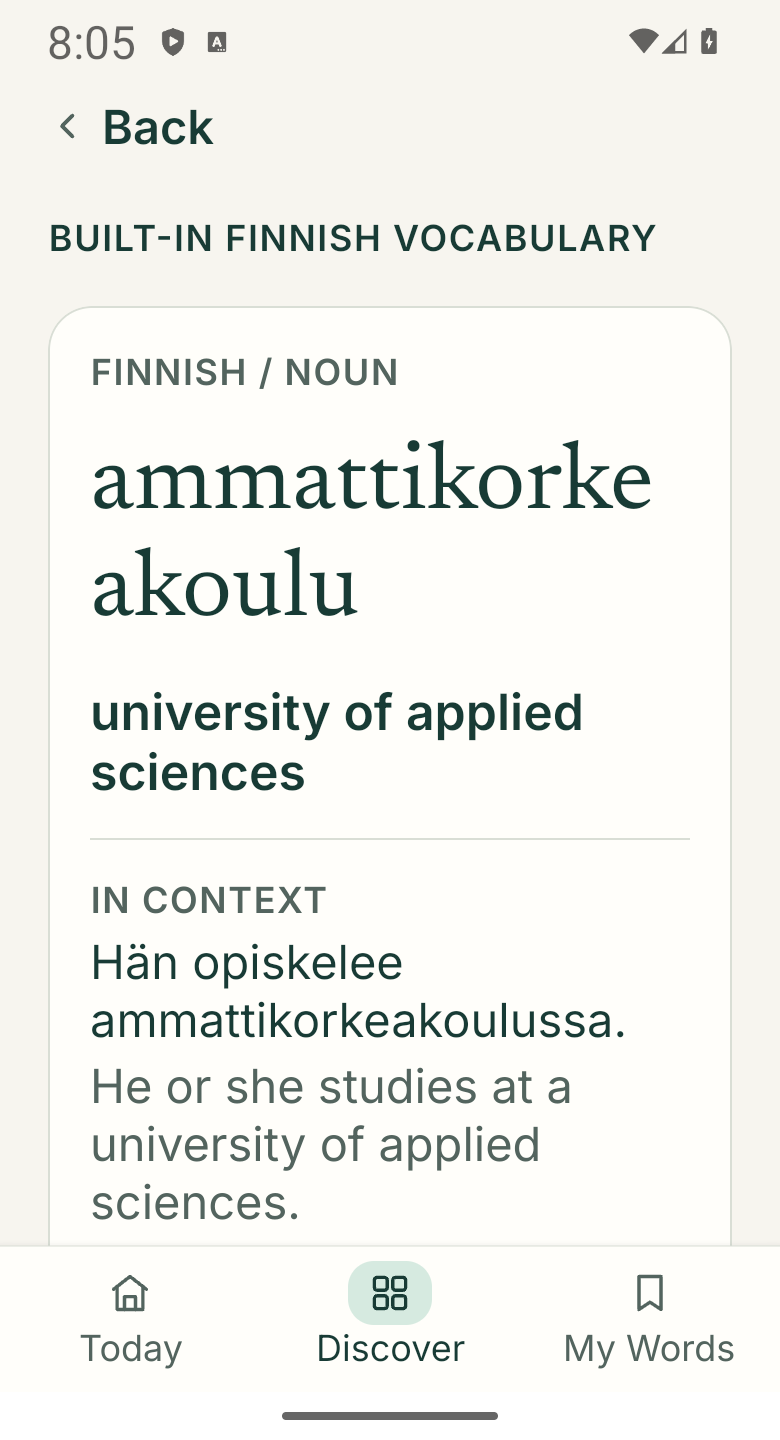 8:05
Back
BUILT-IN FINNISH VOCABULARY
FINNISH / NOUN
ammattikorke
akoulu
university of applied
sciences
IN CONTEXT
Hän opiskelee
ammattikorkeakoulussa.
He or she studies at a
university of applied
sciences.
Today
Discover
My Words